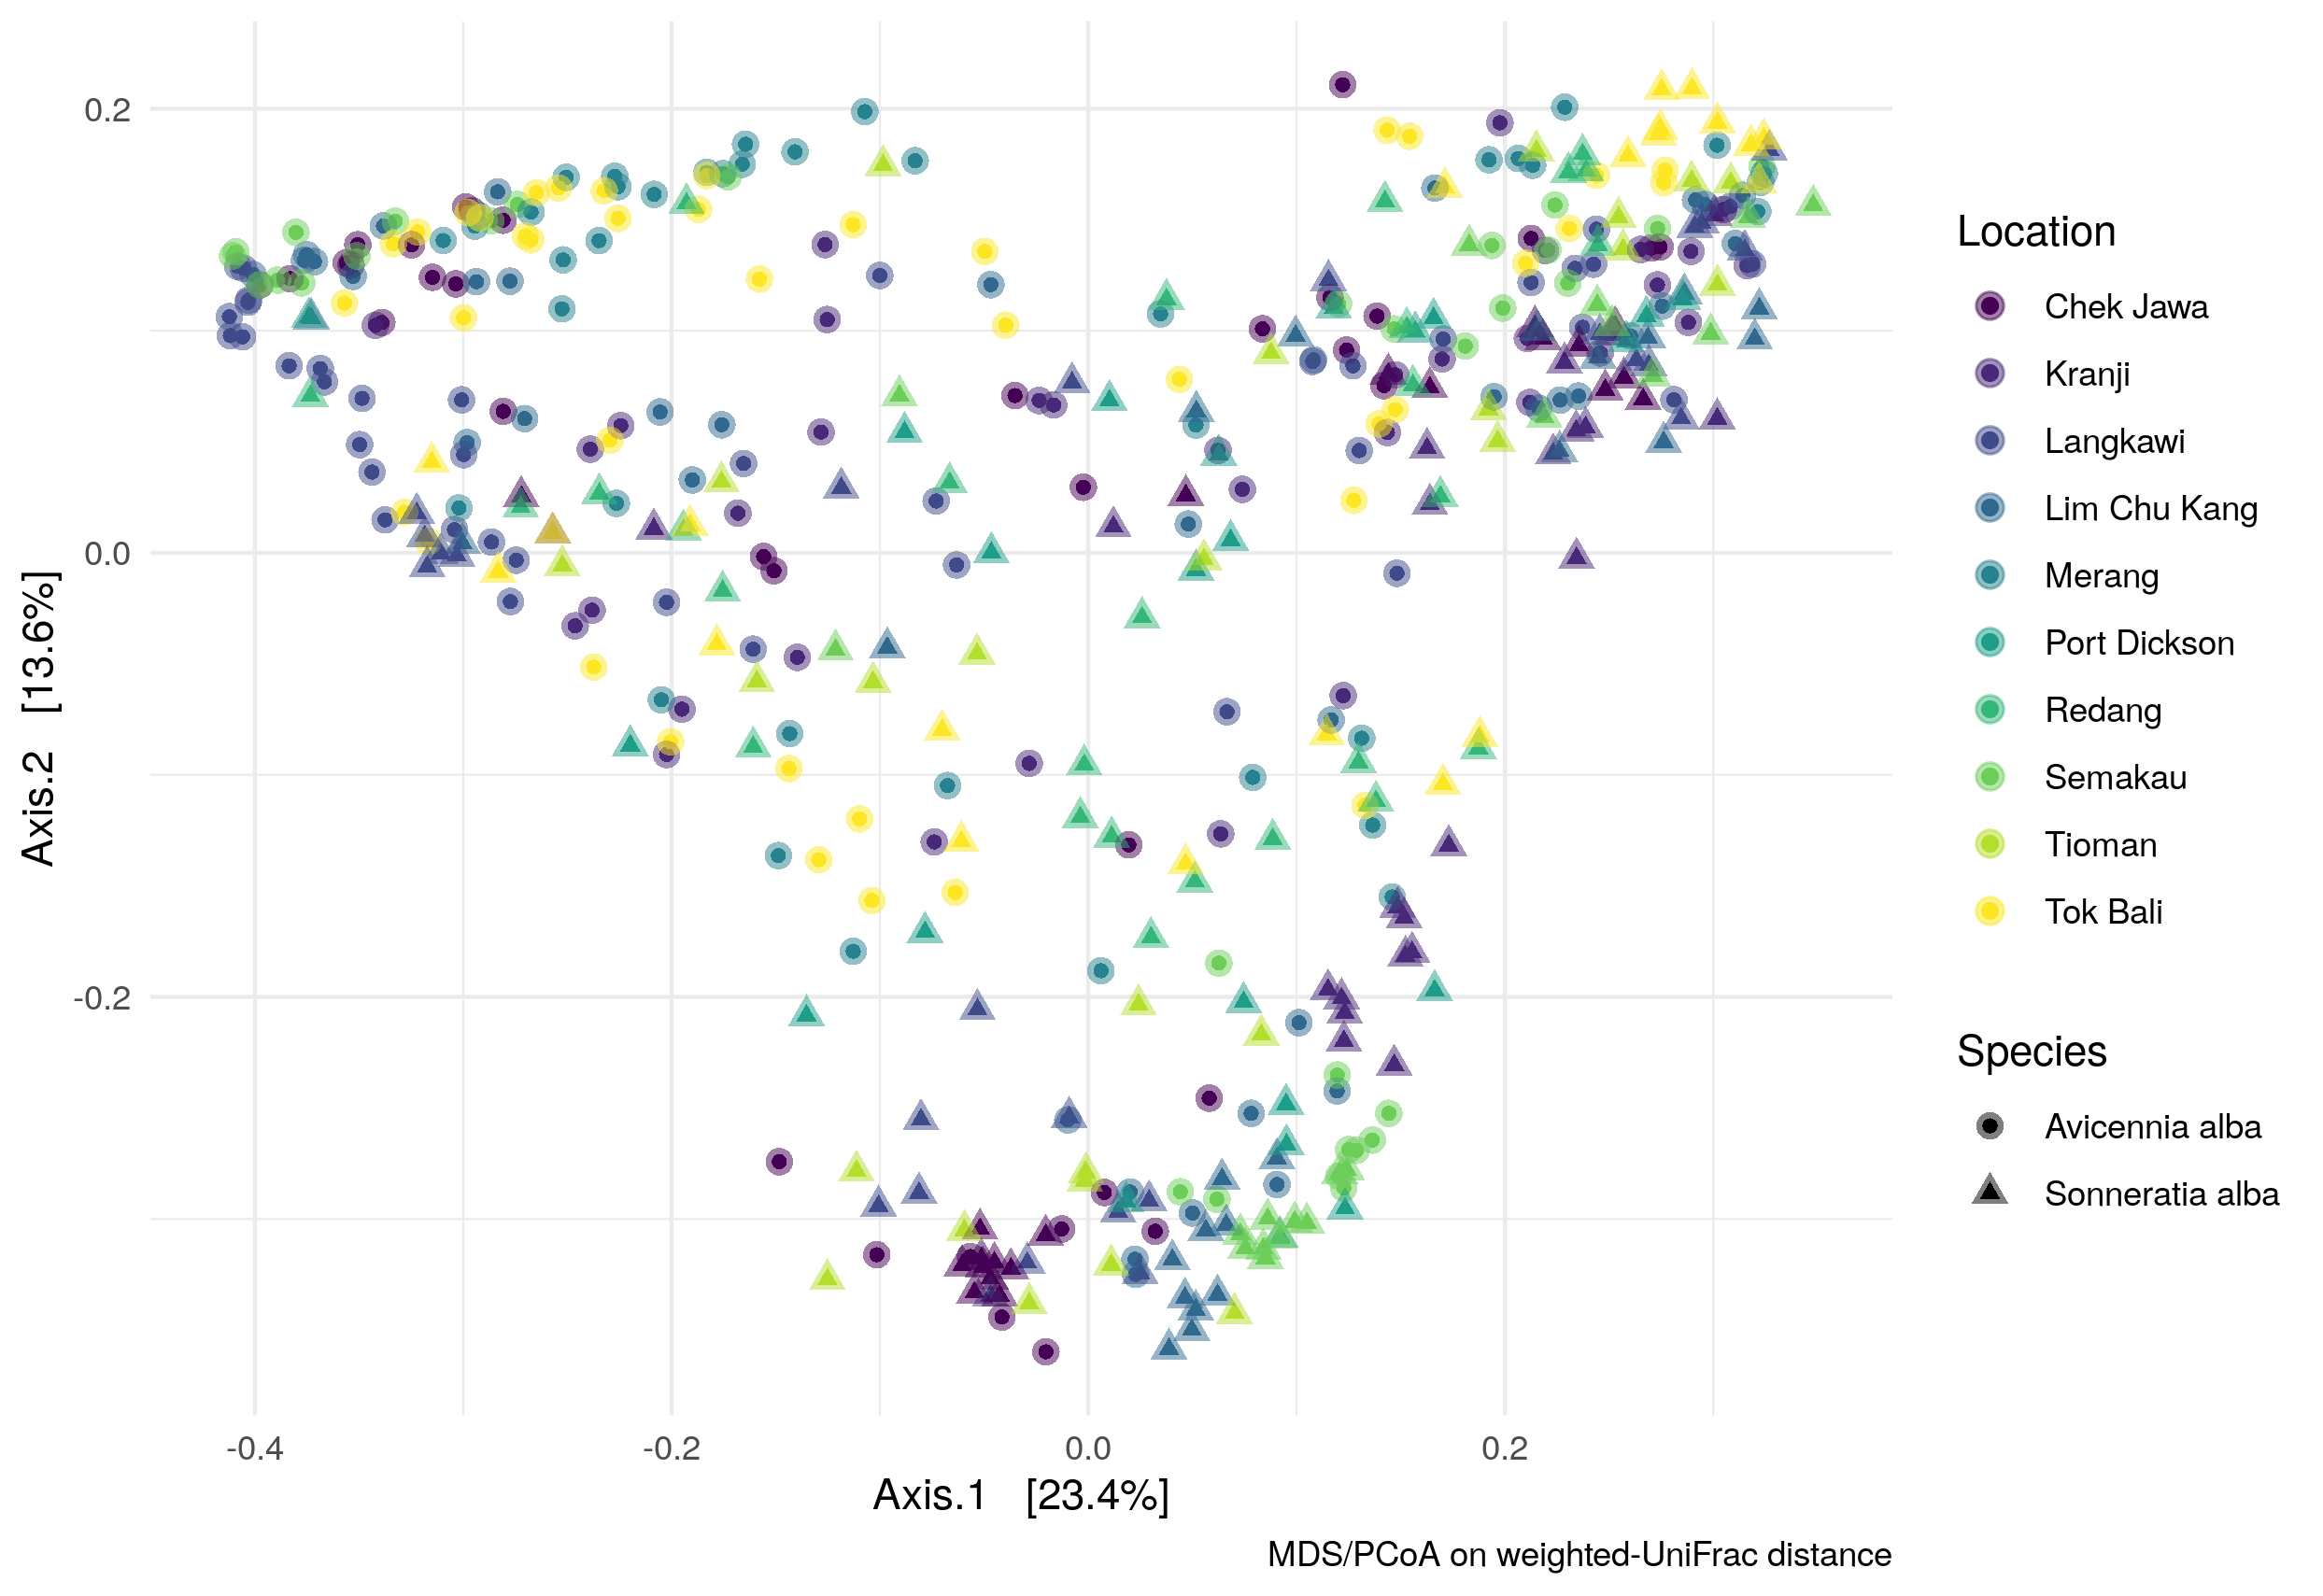 0.2
0.0
-0.2
Axis.2 [13.6%]
-0.4
-0.2
0.0
0.2
Axis.1 [23.4%]
MDS/PCoA on weighted-UniFrac distance
Location
Chek Jawa
Kranji
Langkawi
Lim Chu Kang
Merang
Port Dickson
Redang
Semakau
Tioman
Tok Bali
Species
Avicennia alba
Sonneratia alba